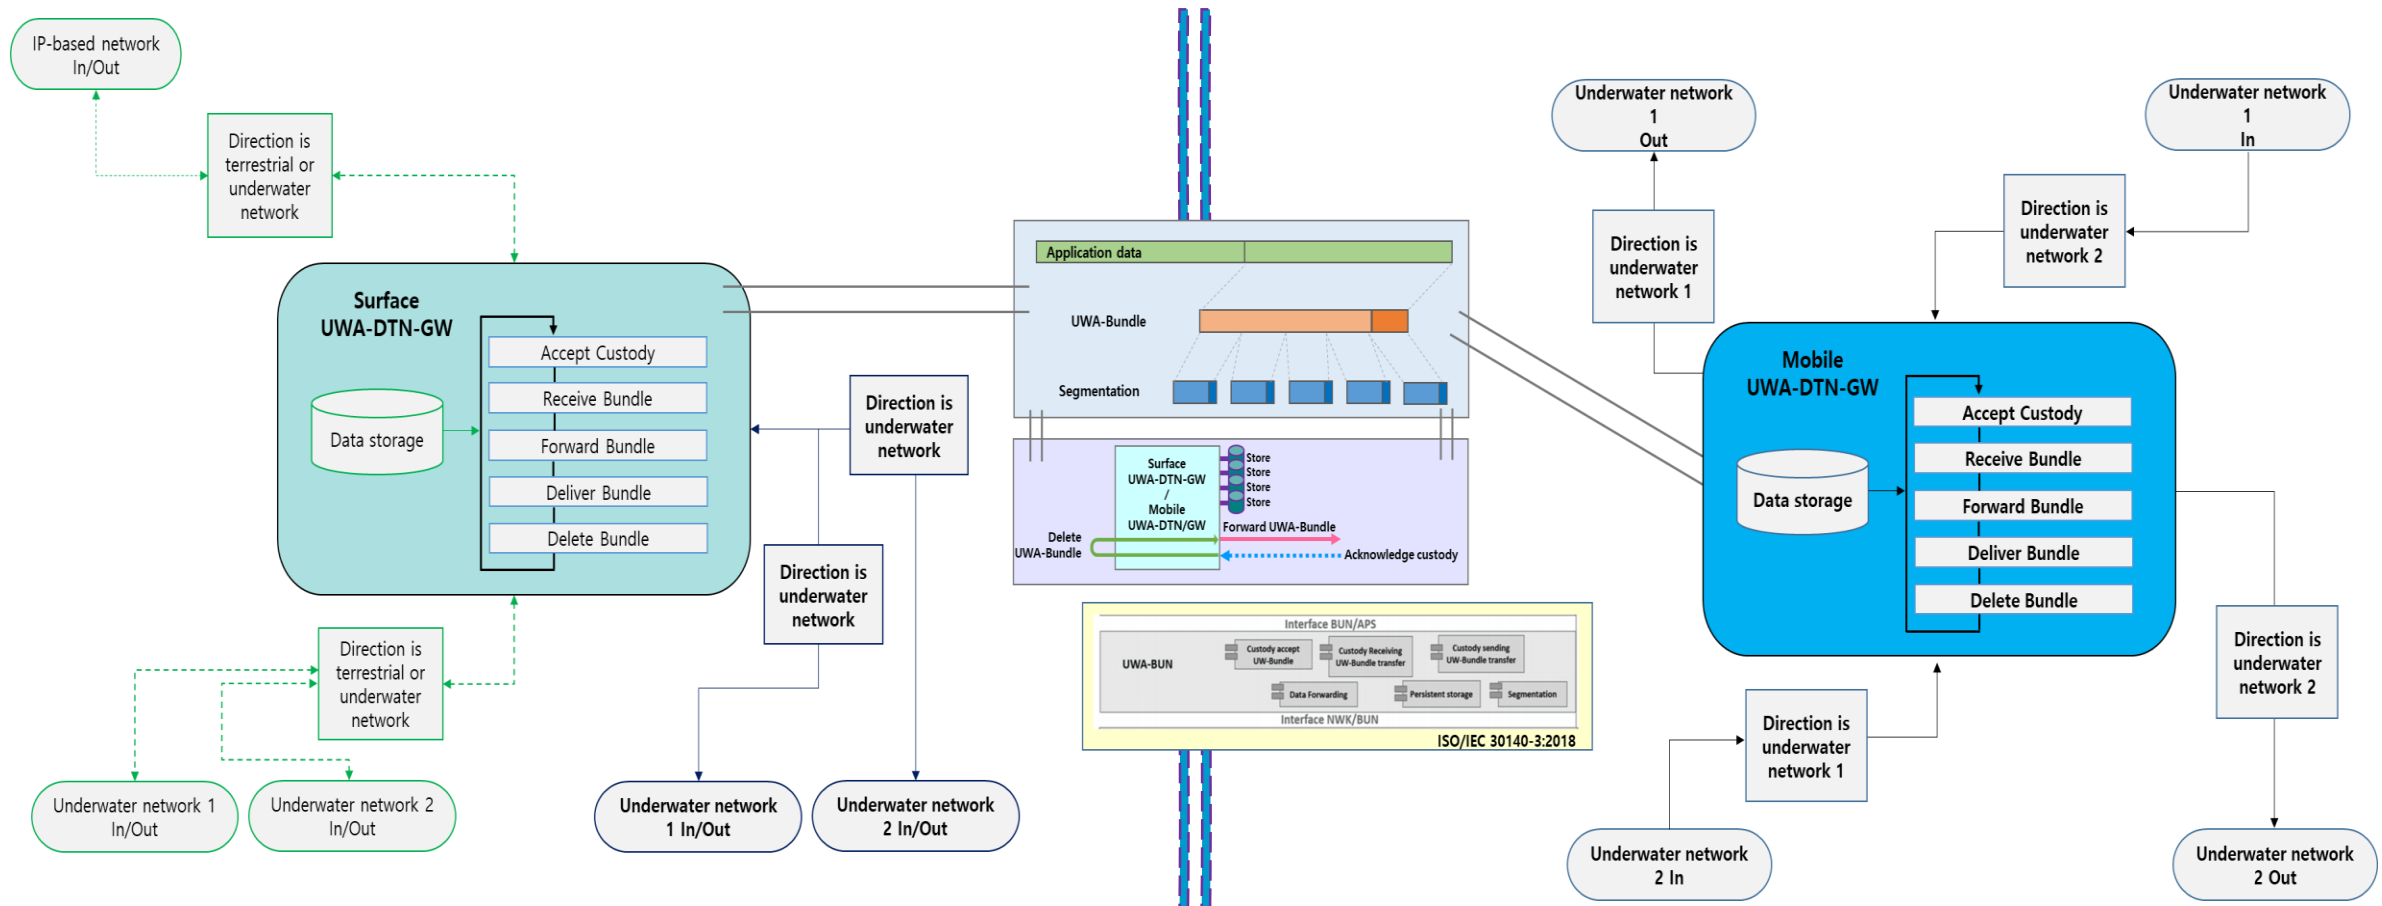 IP-based network
In/Out
Direction is
terrestrial or
underwater
network
Surface
UWA-DTN-GW
Accept Custody
Receive Bundle
Forward Bundle
Deliver Bundle
Delete Bundle
Data storage
Direction is
underwater
network
Direction is
underwater
network
Direction is
terrestrial or
underwater
network
Underwater network 1
In/Out
Underwater network 2
In/Out
Underwater network
1 In/Out
Underwater network
2 In/Out
Application data
UWA-Bundle
Segmentation
Surface
UWA-DTN-GW
/
Mobile
UWA-DTN/GW
Store
Store
Store
Store
Delete
UWA-Bundle
Forward UWA-Bundle
Acknowledge custody
Interface BUN/APS
UWA-BUN
Custody accept
UW-Bundle
Custody Receiving
UW-Bundle transfer
Custody sending
UW-Bundle transfer
Data Forwarding
Persistent storage
Segmentation
Interface NWK/BUN
ISO/IEC 30140-3:2018
Underwater network
1
Out
Underwater network
1
In
Direction is
underwater
network 1
Direction is
underwater
network 2
Mobile
UWA-DTN-GW
Accept Custody
Receive Bundle
Forward Bundle
Deliver Bundle
Delete Bundle
Data storage
Direction is
underwater
network 2
Direction is
underwater
network 1
Underwater network
2 In
Underwater network
2 Out